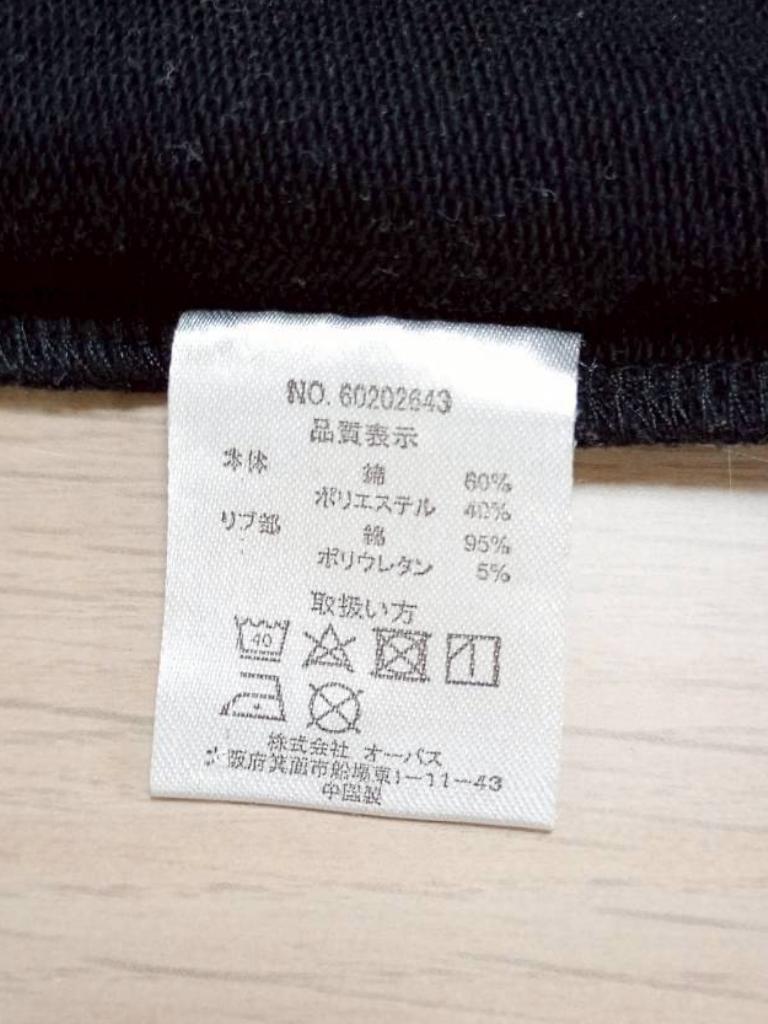 NO. 60202643
品質表示
本体 綿 60%
ポリエステル 40%
リブ部 綿 95%
ポリウレタン 5%
取扱い方
40
株式会社 オーパス
大阪府箕面市船場東1-11-43
中国製